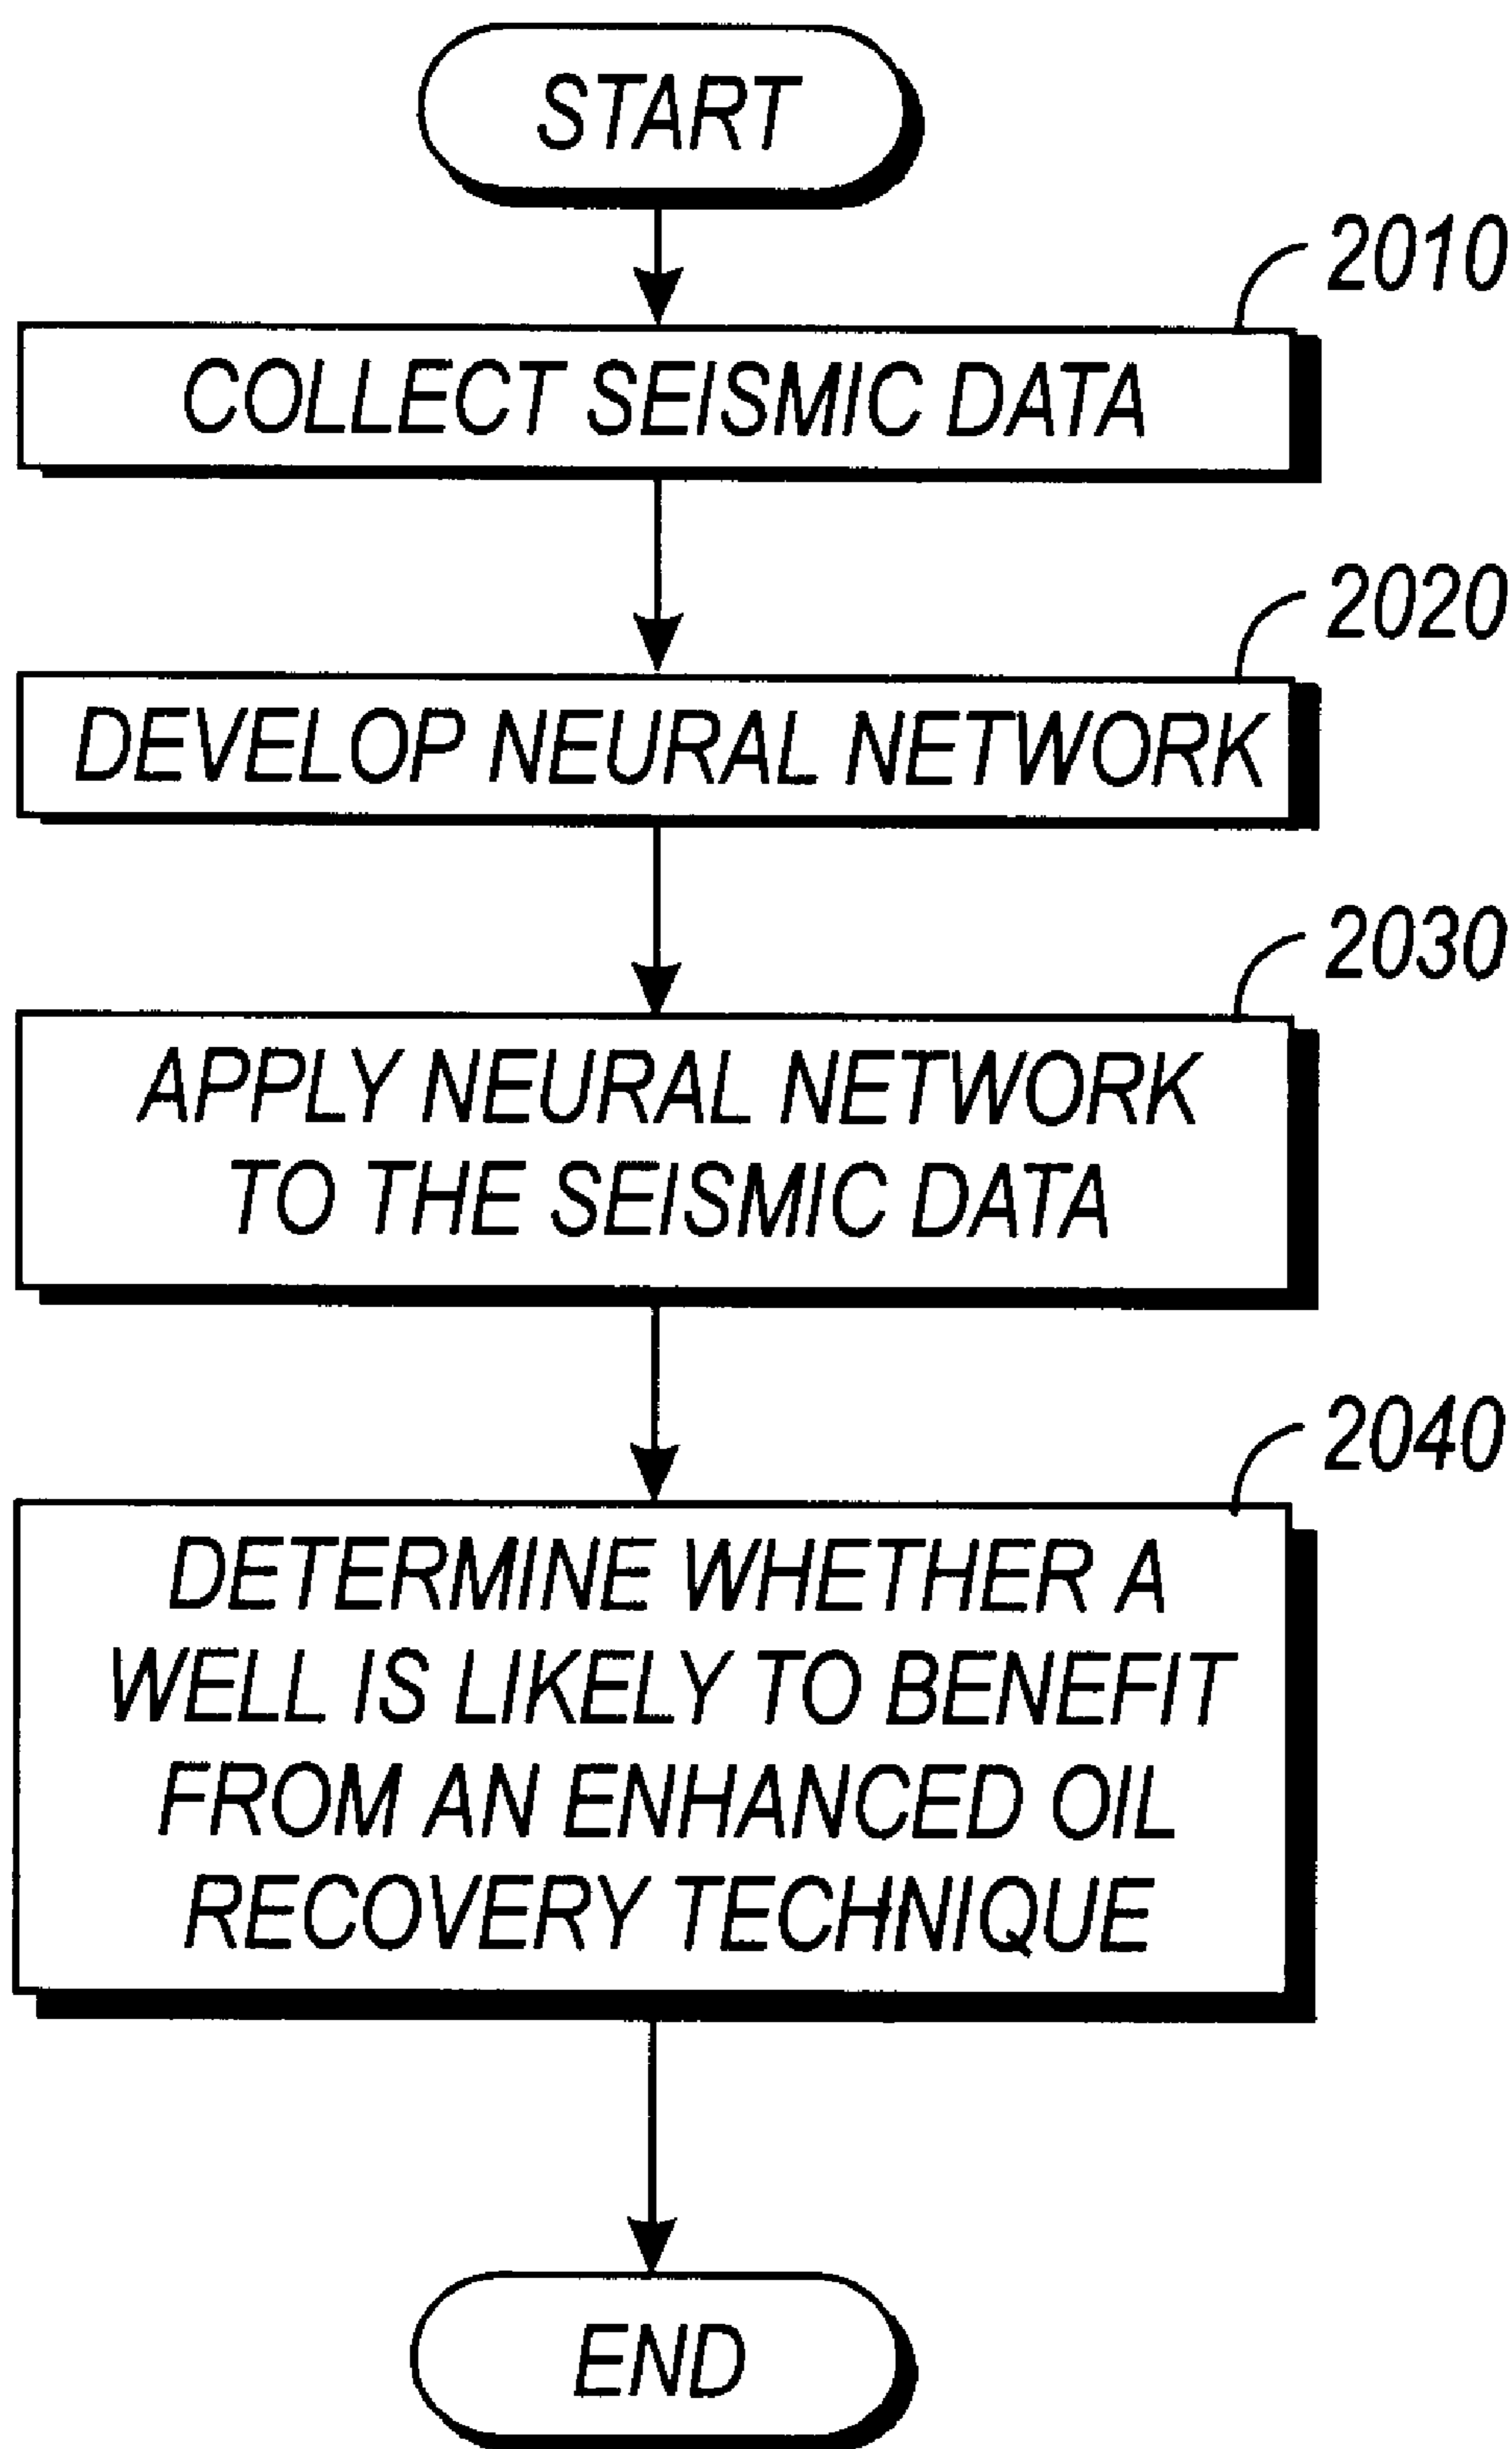 START
2010
COLLECT SEISMIC DATA
2020
DEVELOP NEURAL NETWORK
2030
APPLY NEURAL NETWORK
TO THE SEISMIC DATA
2040
DETERMINE WHETHER A
WELL IS LIKELY TO BENEFIT
FROM AN ENHANCED OIL
RECOVERY TECHNIQUE
END